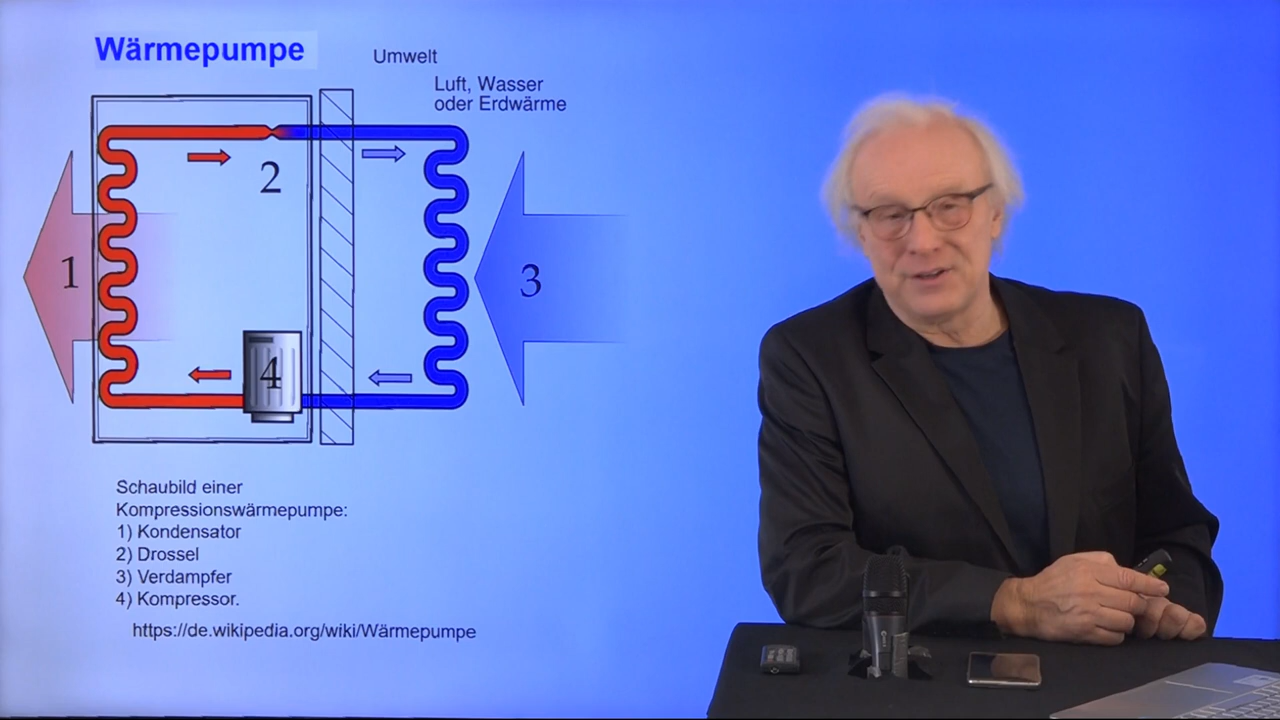 Wärmepumpe
Umwelt
Luft, Wasser
oder Erdwärme
2
1
3
4
Schaubild einer
Kompressionswärmepumpe:
1) Kondensator
2) Drossel
3) Verdampfer
4) Kompressor.
https://de.wikipedia.org/wiki/Wärmepumpe